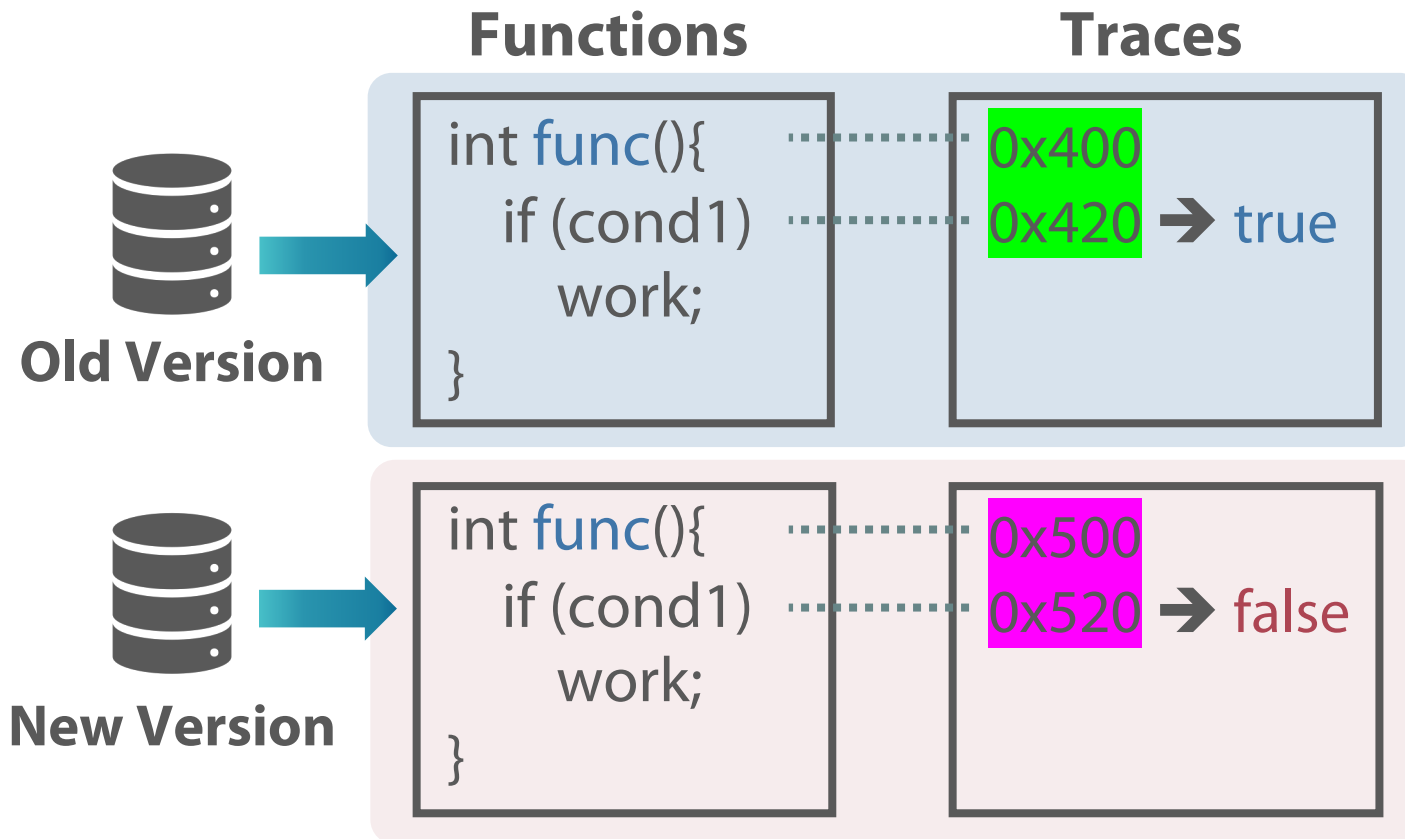 Functions
Traces
Old Version
int func(){
if (cond1)
work;
}
0x400
0x420 → true
New Version
int func(){
if (cond1)
work;
}
0x500
0x520 → false